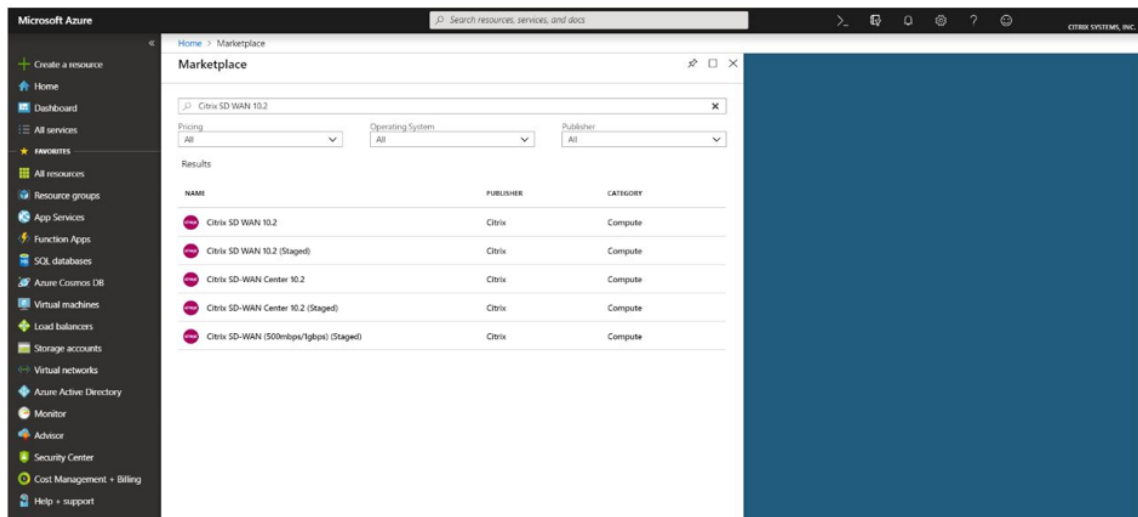 Microsoft Azure
Search resources, services, and docs
CITRIX SYSTEMS, INC.
Create a resource
Home
Dashboard
All services
FAVORITES
All resources
Resource groups
App Services
Function Apps
SQL databases
Azure Cosmos DB
Virtual machines
Load balancers
Storage accounts
Virtual networks
Azure Active Directory
Monitor
Advisor
Security Center
Cost Management + Billing
Help + support
Home > Marketplace
Marketplace
Citrix SD WAN 10.2
Pricing Operating System Publisher
All All All
Results
NAME PUBLISHER CATEGORY
Citrix SD WAN 10.2 Citrix Compute
Citrix SD WAN 10.2 (Staged) Citrix Compute
Citrix SD-WAN Center 10.2 Citrix Compute
Citrix SD-WAN Center 10.2 (Staged) Citrix Compute
Citrix SD-WAN (500mbps/1gbps) (Staged) Citrix Compute